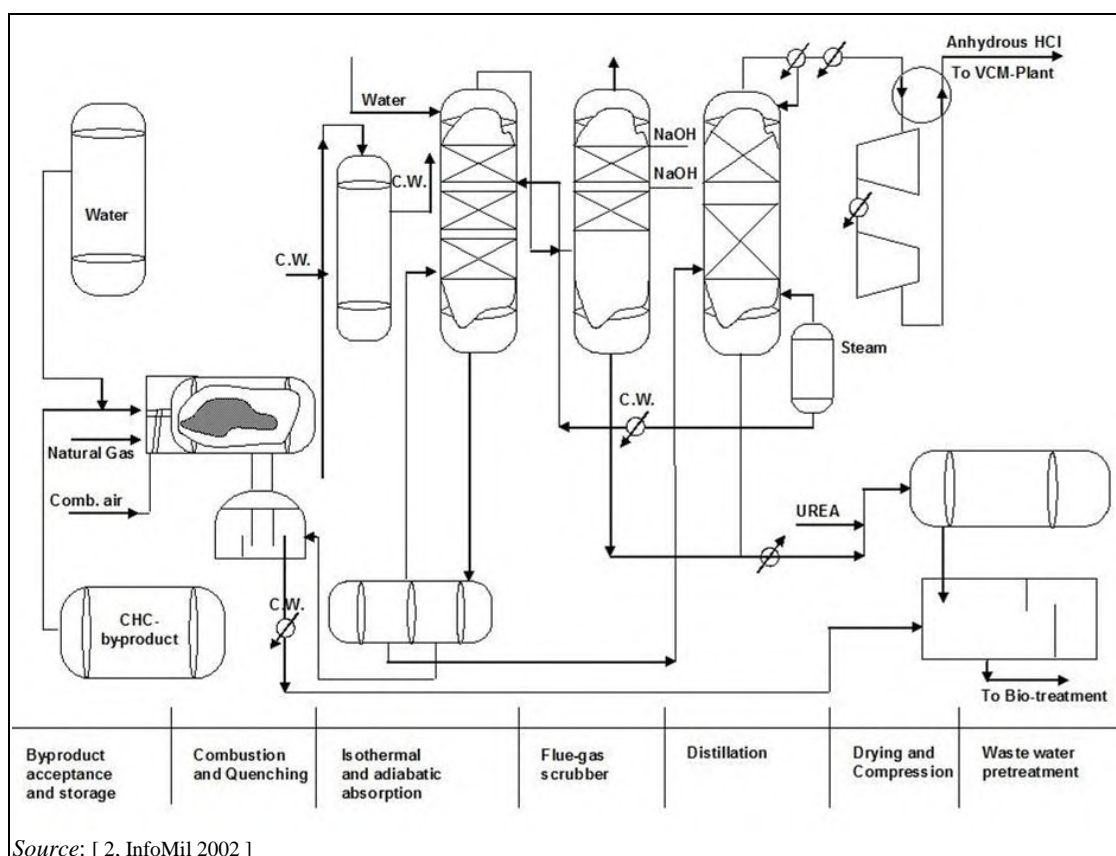 Anhydrous HCl
To VCM-Plant
Water
NaOH
C.W.
NaOH
Water
C.W.
Steam
C.W.
Natural Gas
Comb. air
UREA
C.W.
CHC-
by-product
To Bio-treatment
Byproduct
acceptance
and storage
Combustion
and Quenching
Isothermal
and adiabatic
absorption
Flue-gas
scrubber
Distillation
Drying and
Compression
Waste water
pretreatment
Source: [ 2, InfoMil 2002 ]